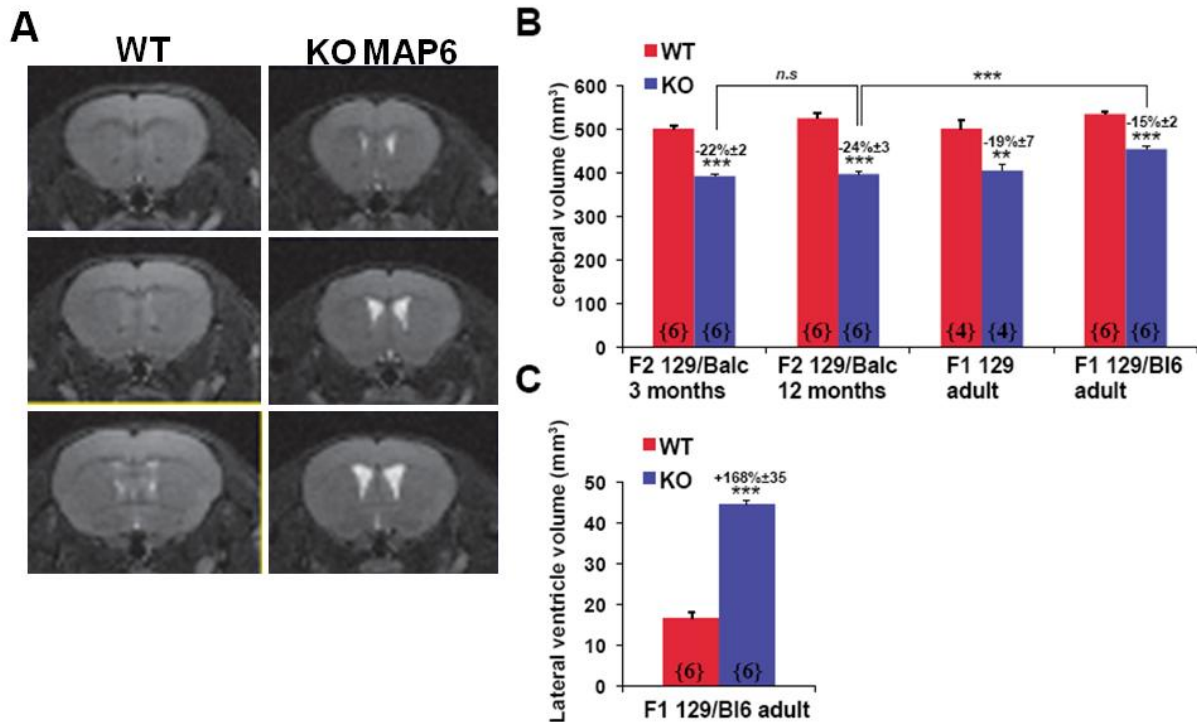 A
WT
KO MAP6
B
WT
KO
cerebral volume (mm³)
600
500
400
300
200
100
0
n.s
***
-22%±2
***
-24%±3
***
-19%±7
**
-15%±2
***
{6}
{6}
{6}
{6}
{4}
{4}
{6}
{6}
F2 129/Balc
3 months
F2 129/Balc
12 months
F1 129
adult
F1 129/Bl6
adult
C
WT
KO
Lateral ventricle volume (mm³)
50
40
30
20
10
0
+168%±35
***
{6}
{6}
F1 129/Bl6 adult